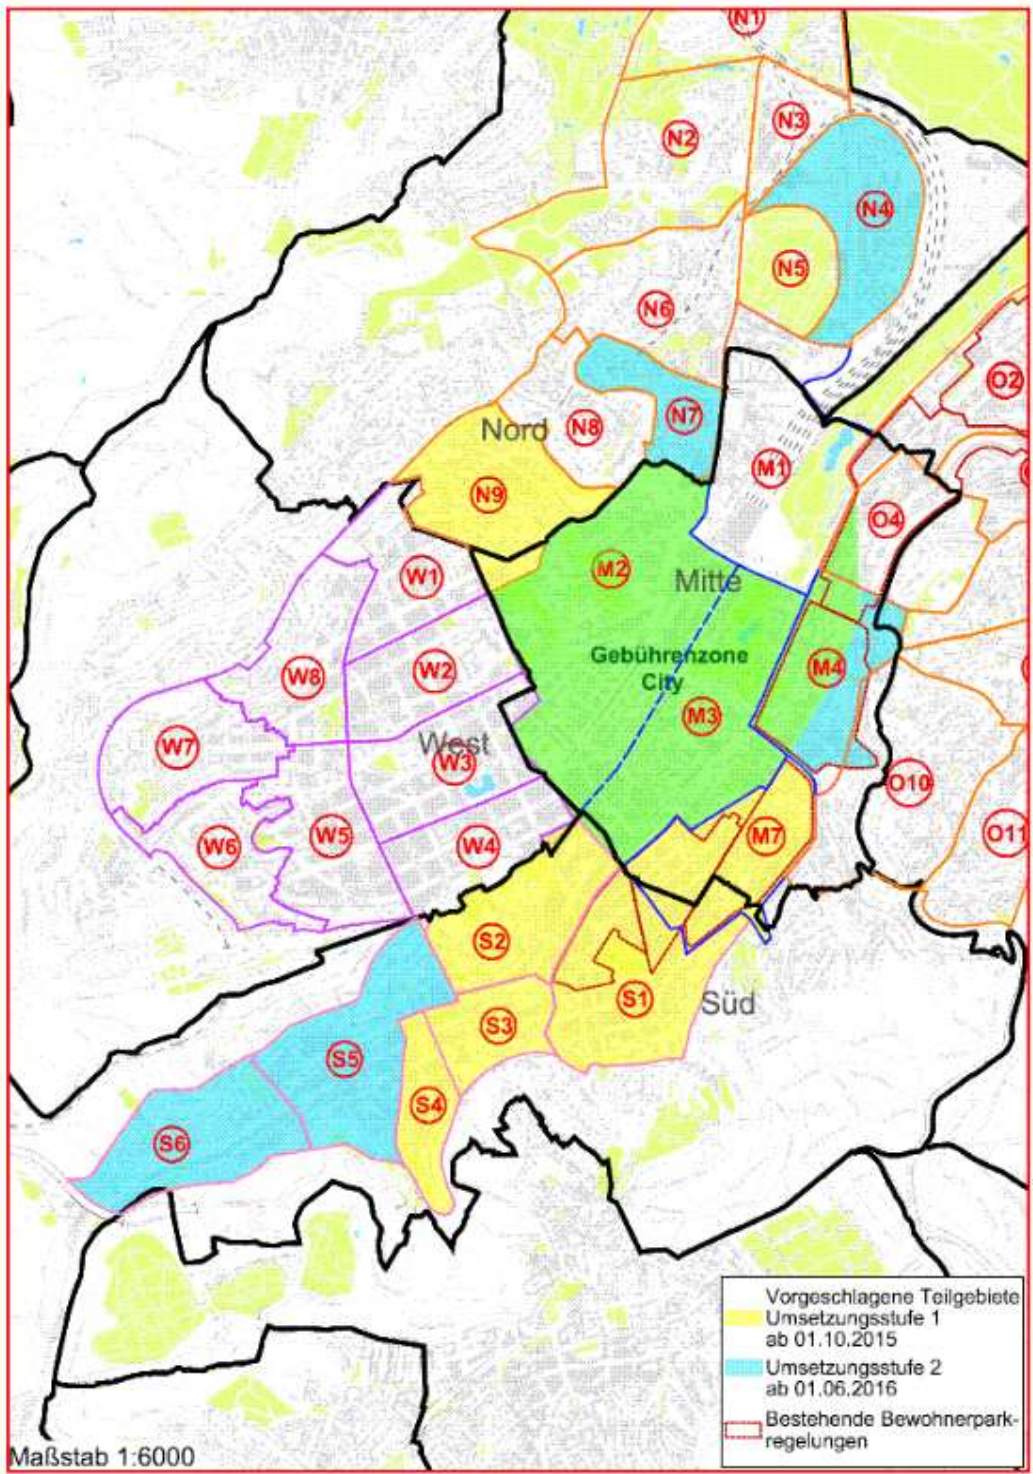 N1
N2
N3
N4
N5
N6
O2
N7
N8
Nord
M1
N9
O4
M2
Mitte
W1
Gebührenzone
City
W2
M4
W8
M3
W7
West
W3
O10
W5
M7
O11
W6
W4
S2
S1
Süd
S3
S5
S4
S6
Vorgeschlagene Teilgebiete
Umsetzungsstufe 1
ab 01.10.2015
Umsetzungsstufe 2
ab 01.06.2016
Bestehende Bewohnerpark-
regelungen
Maßstab 1:6000